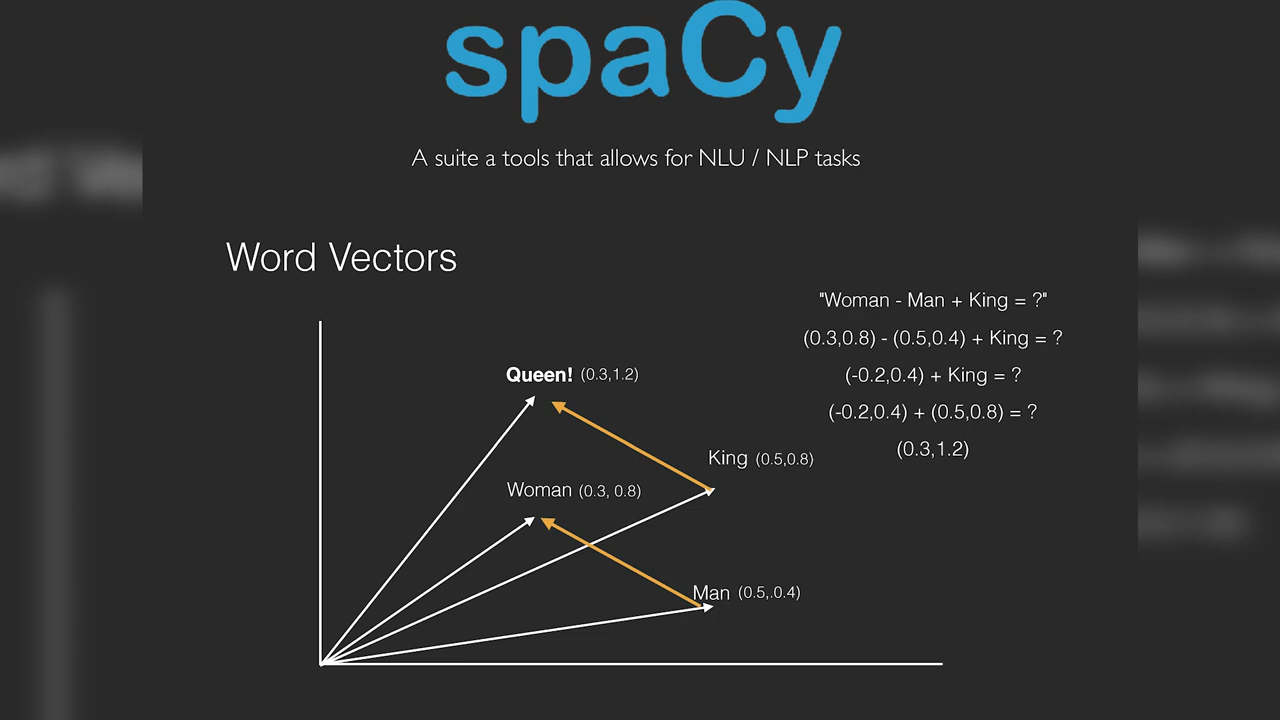 spaCy
A suite a tools that allows for NLU / NLP tasks
Word Vectors
"Woman - Man + King = ?"
(0.3,0.8) - (0.5,0.4) + King = ?
(-0.2,0.4) + King = ?
(-0.2,0.4) + (0.5,0.8) = ?
(0.3,1.2)
Queen! (0.3,1.2)
King (0.5,0.8)
Woman (0.3, 0.8)
Man (0.5,.0.4)